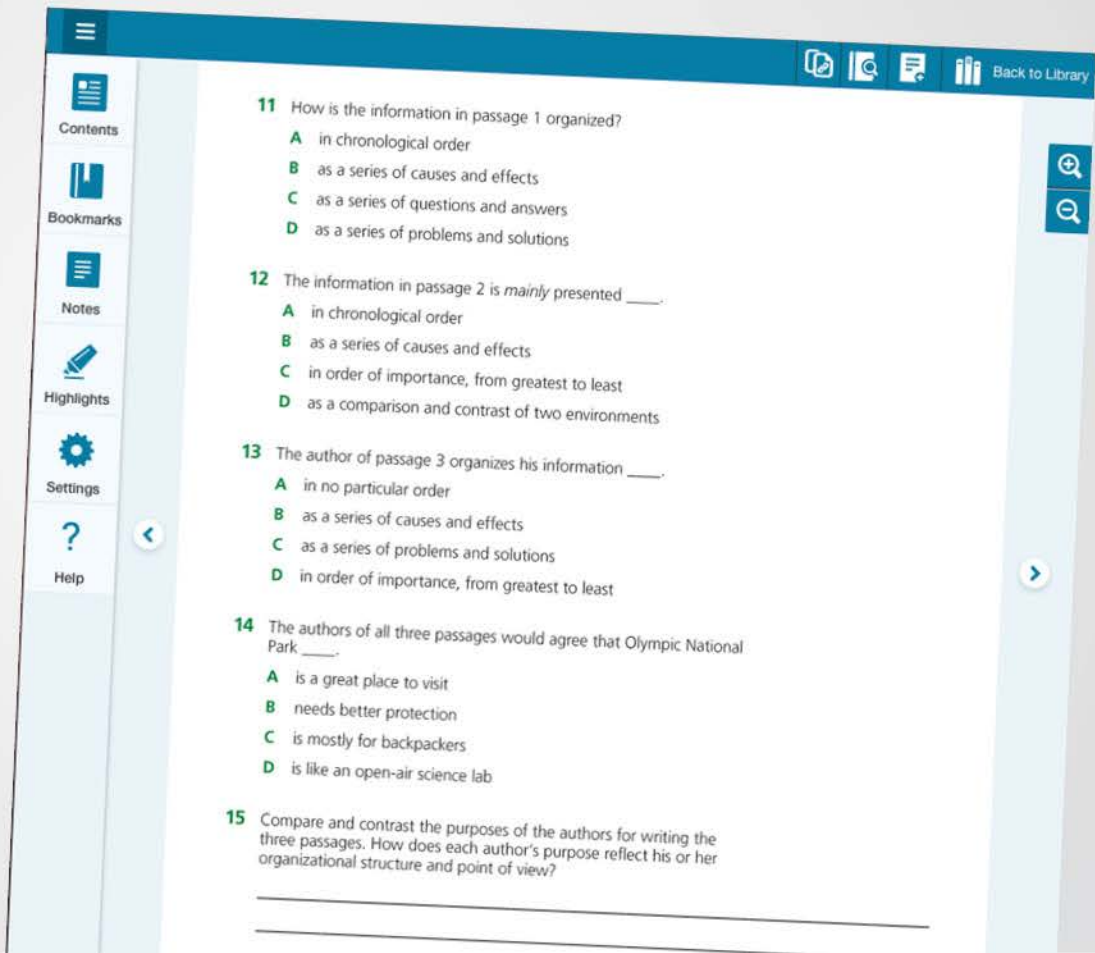 Back to Library
Contents
Bookmarks
Notes
Highlights
Settings
?
Help
11 How is the information in passage 1 organized?
A in chronological order
B as a series of causes and effects
C as a series of questions and answers
D as a series of problems and solutions
12 The information in passage 2 is mainly presented ____.
A in chronological order
B as a series of causes and effects
C in order of importance, from greatest to least
D as a comparison and contrast of two environments
13 The author of passage 3 organizes his information ____.
A in no particular order
B as a series of causes and effects
C as a series of problems and solutions
D in order of importance, from greatest to least
14 The authors of all three passages would agree that Olympic National
Park ____.
A is a great place to visit
B needs better protection
C is mostly for backpackers
D is like an open-air science lab
15 Compare and contrast the purposes of the authors for writing the
three passages. How does each author's purpose reflect his or her
organizational structure and point of view?